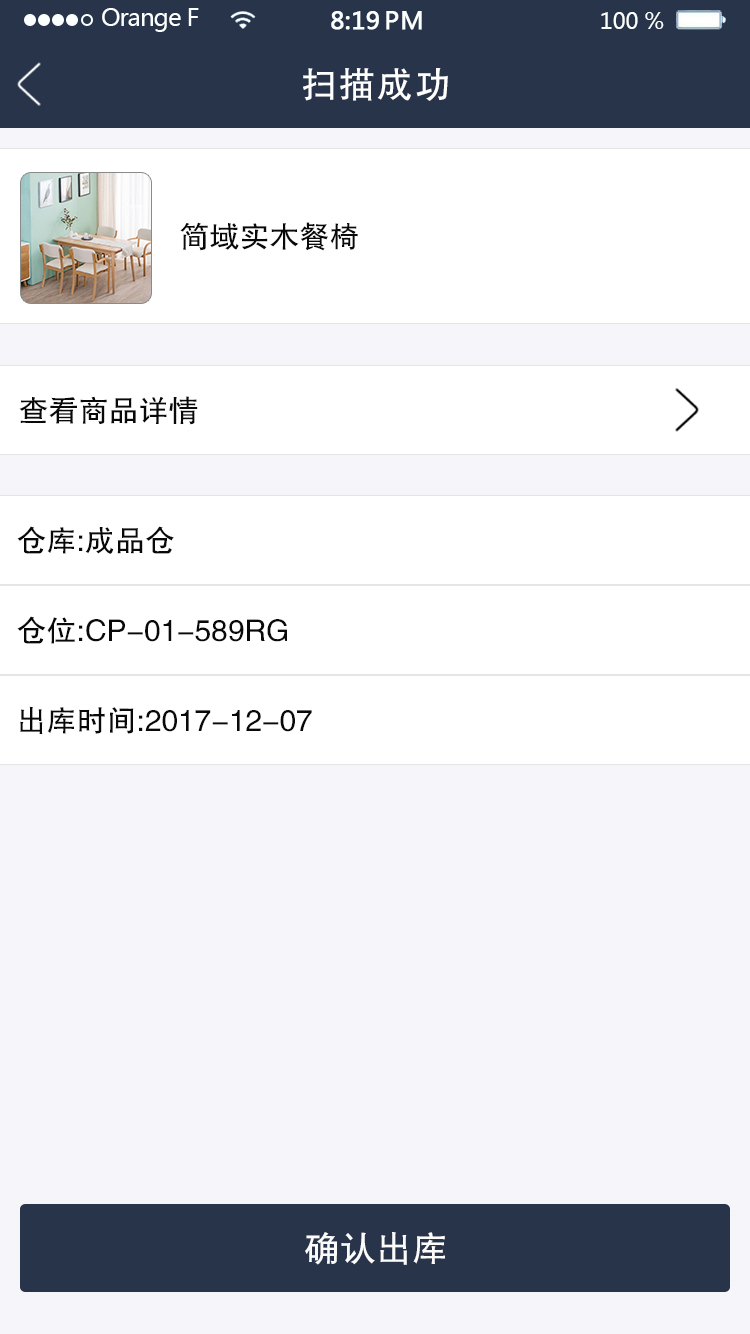 Orange F 8:19 PM 100 %
扫描成功
简域实木餐椅
查看商品详情
仓库:成品仓
仓位:CP-01-589RG
出库时间:2017-12-07
确认出库